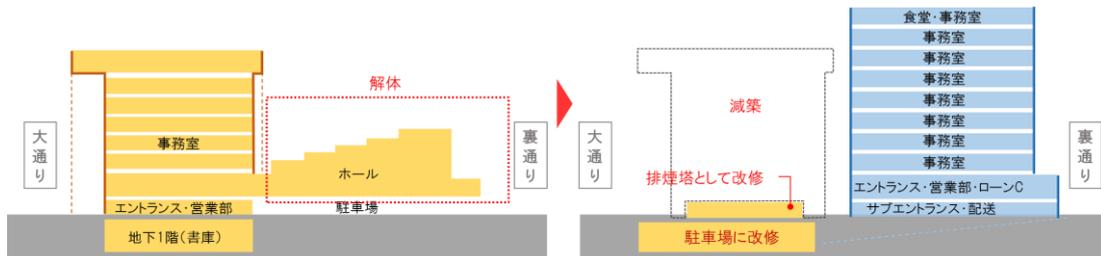 解体
大通り
事務室
ホール
裏通り
エントランス・営業部
駐車場
地下1階(書庫)
大通り
減築
排煙塔として改修
駐車場に改修
食堂・事務室
事務室
事務室
事務室
事務室
事務室
事務室
事務室
エントランス・営業部・ローンC
サブエントランス・配送
裏通り